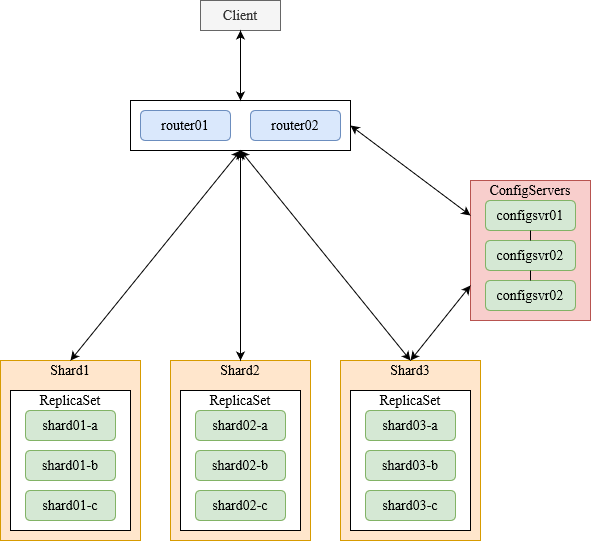 Client
router01
router02
ConfigServers
configsvr01
configsvr02
configsvr02
Shard1
ReplicaSet
shard01-a
shard01-b
shard01-c
Shard2
ReplicaSet
shard02-a
shard02-b
shard02-c
Shard3
ReplicaSet
shard03-a
shard03-b
shard03-c